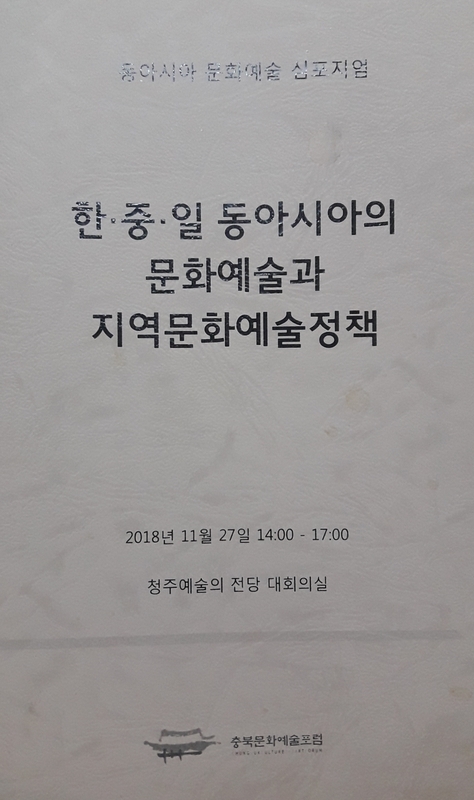 동아시아 문화예술 심포지엄
한·중·일 동아시아의
문화예술과
지역문화예술정책
2018년 11월 27일 14:00 - 17:00
청주예술의 전당 대회의실
충북문화예술포럼